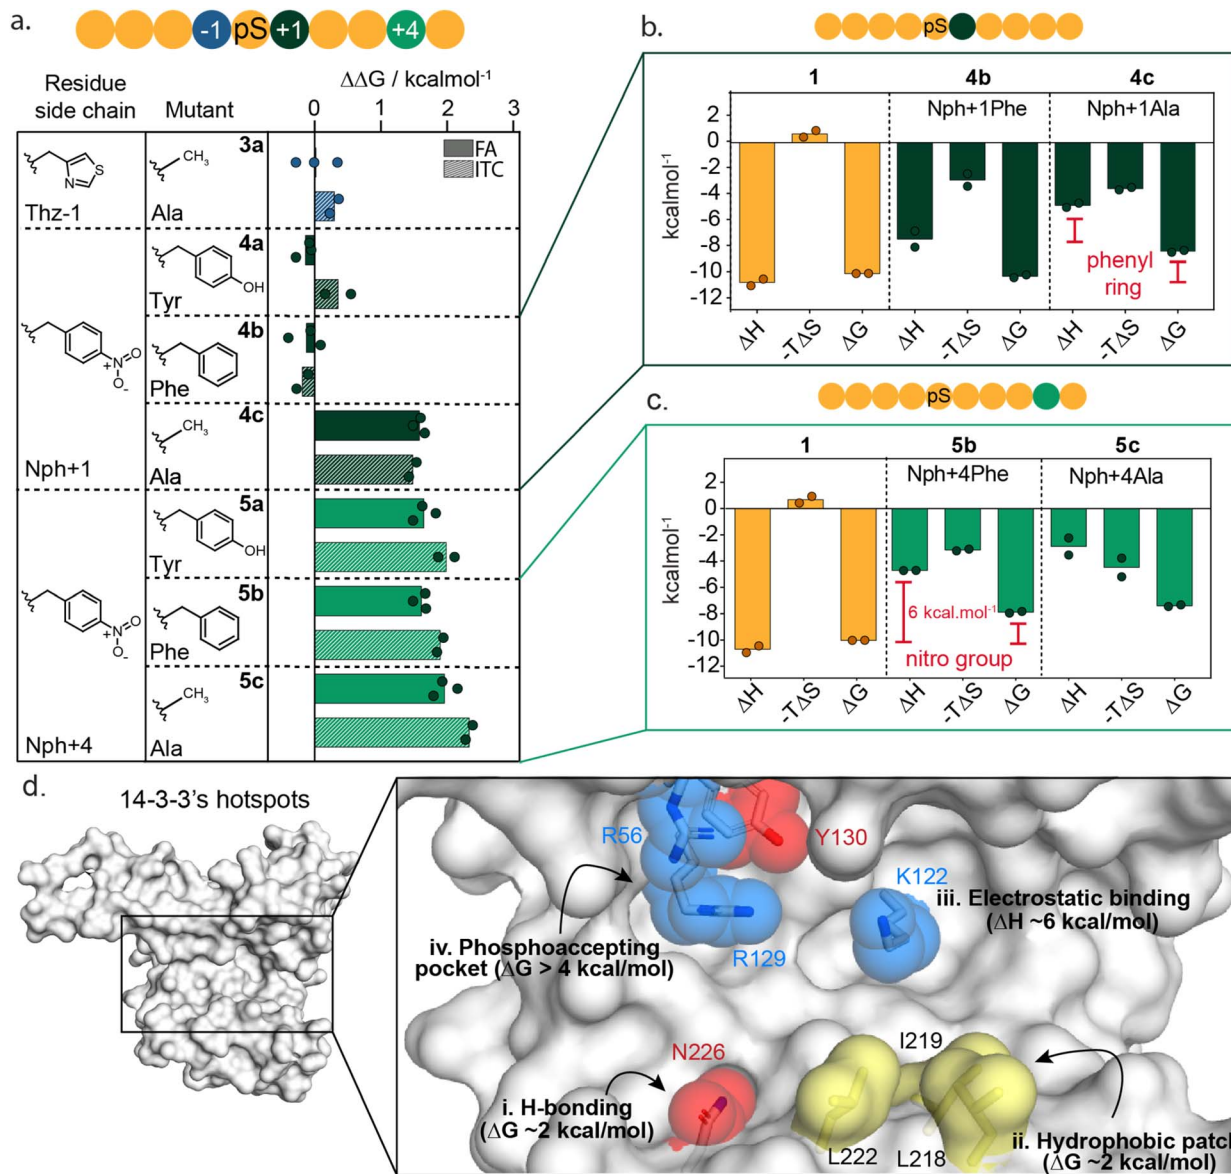 a.
-1 pS +1 +4
ΔΔG / kcalmol⁻¹
Residue
side chain
Mutant
0 1 2 3
3a
FA
ITC
N
S
CH₃
Thz-1
Ala
4a
OH
Tyr
4b
N⁺
O
O⁻
Phe
4c
CH₃
Nph+1
Ala
5a
OH
Tyr
5b
N⁺
O
O⁻
Phe
5c
CH₃
Nph+4
Ala
b.
pS
1 4b 4c
Nph+1Phe Nph+1Ala
kcalmol⁻¹
2
0
-2
-4
-6
-8
-10
-12
phenyl
ring
ΔH -TΔS ΔG ΔH -TΔS ΔG ΔH -TΔS ΔG
c.
pS
1 5b 5c
Nph+4Phe Nph+4Ala
kcalmol⁻¹
2
0
-2
-4
-6
-8
-10
-12
6 kcal.mol⁻¹
nitro group
ΔH -TΔS ΔG ΔH -TΔS ΔG ΔH -TΔS ΔG
d.
14-3-3's hotspots
R56
Y130
K122
iii. Electrostatic binding
(ΔH ~6 kcal/mol)
iv. Phosphoaccepting
pocket (ΔG > 4 kcal/mol)
R129
N226
I219
i. H-bonding
(ΔG ~2 kcal/mol)
L222
L218
ii. Hydrophobic patch
(ΔG ~2 kcal/mol)